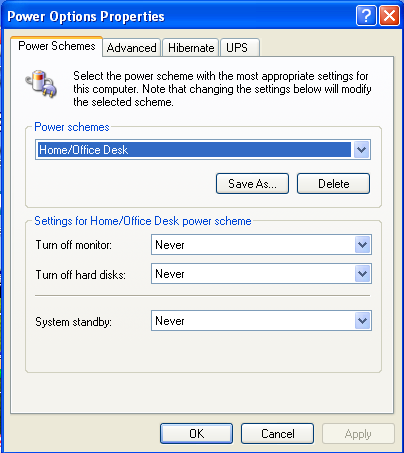 Power Options Properties
Power Schemes Advanced Hibernate UPS
Select the power scheme with the most appropriate settings for
this computer. Note that changing the settings below will modify
the selected scheme.
Power schemes
Home/Office Desk
Save As... Delete
Settings for Home/Office Desk power scheme
Turn off monitor: Never
Turn off hard disks: Never
System standby: Never
OK Cancel Apply